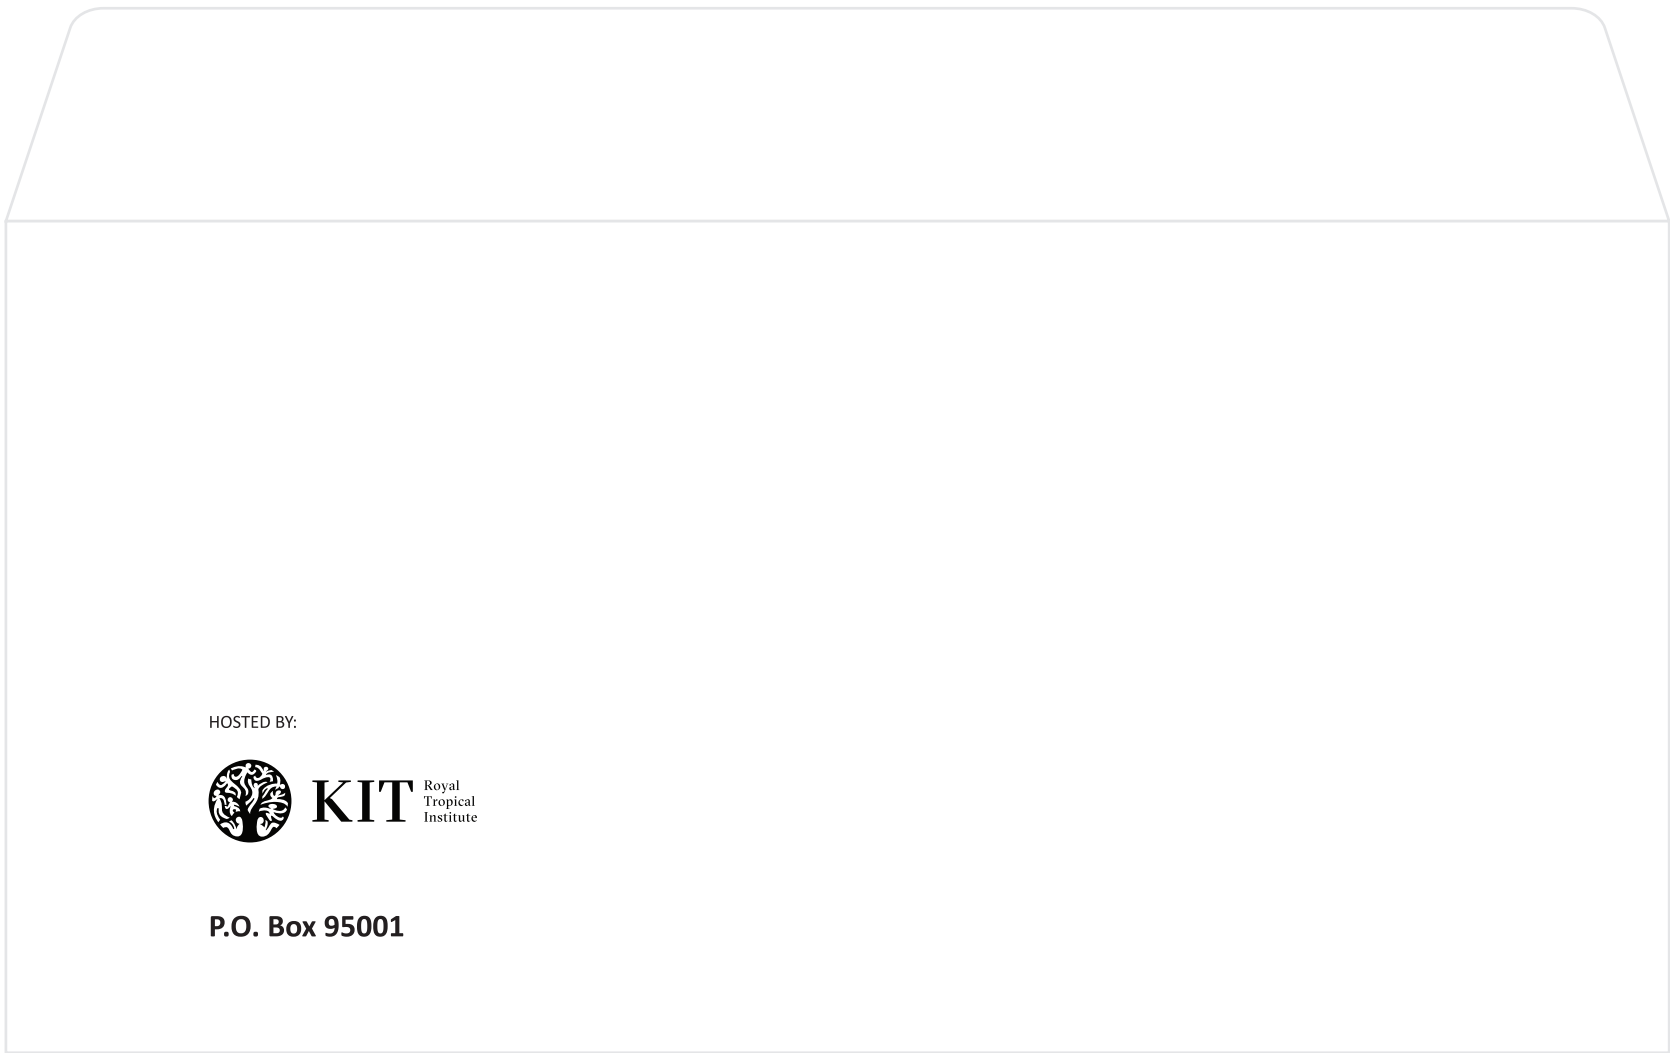 HOSTED BY:
KIT
Royal
Tropical
Institute
P.O. Box 95001